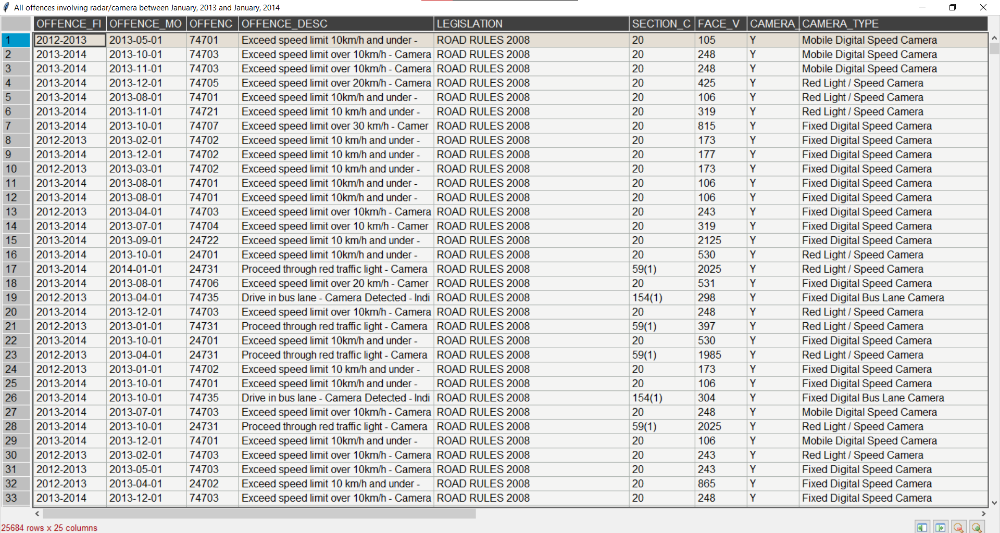 All offences involving radar/camera between January, 2013 and January, 2014
OFFENCE_FI OFFENCE_MO OFFENC OFFENCE_DESC LEGISLATION SECTION_C FACE_V CAMERA_ CAMERA_TYPE
1 2012-2013 2013-05-01 74701 Exceed speed limit 10km/h and under - ROAD RULES 2008 20 105 Y Mobile Digital Speed Camera
2 2013-2014 2013-10-01 74703 Exceed speed limit over 10km/h - Camera ROAD RULES 2008 20 248 Y Mobile Digital Speed Camera
3 2013-2014 2013-11-01 74703 Exceed speed limit over 10km/h - Camera ROAD RULES 2008 20 248 Y Mobile Digital Speed Camera
4 2013-2014 2013-12-01 74705 Exceed speed limit over 20km/h - Camera ROAD RULES 2008 20 425 Y Red Light / Speed Camera
5 2013-2014 2013-08-01 74701 Exceed speed limit 10km/h and under - ROAD RULES 2008 20 106 Y Red Light / Speed Camera
6 2013-2014 2013-11-01 74721 Exceed speed limit 10 km/h and under - ROAD RULES 2008 20 319 Y Red Light / Speed Camera
7 2013-2014 2013-10-01 74707 Exceed speed limit over 30 km/h - Camer ROAD RULES 2008 20 815 Y Fixed Digital Speed Camera
8 2012-2013 2013-02-01 74702 Exceed speed limit 10 km/h and under - ROAD RULES 2008 20 173 Y Fixed Digital Speed Camera
9 2013-2014 2013-12-01 74702 Exceed speed limit 10 km/h and under - ROAD RULES 2008 20 177 Y Fixed Digital Speed Camera
10 2012-2013 2013-03-01 74702 Exceed speed limit 10 km/h and under - ROAD RULES 2008 20 173 Y Fixed Digital Speed Camera
11 2013-2014 2013-08-01 74701 Exceed speed limit 10km/h and under - ROAD RULES 2008 20 106 Y Fixed Digital Speed Camera
12 2013-2014 2013-08-01 74701 Exceed speed limit 10km/h and under - ROAD RULES 2008 20 106 Y Fixed Digital Speed Camera
13 2012-2013 2013-04-01 74703 Exceed speed limit over 10km/h - Camera ROAD RULES 2008 20 243 Y Fixed Digital Speed Camera
14 2013-2014 2013-07-01 74704 Exceed speed limit over 10 km/h - Camer ROAD RULES 2008 20 319 Y Fixed Digital Speed Camera
15 2013-2014 2013-09-01 24722 Exceed speed limit 10 km/h and under - ROAD RULES 2008 20 2125 Y Fixed Digital Speed Camera
16 2013-2014 2013-10-01 24701 Exceed speed limit 10km/h and under - ROAD RULES 2008 20 530 Y Red Light / Speed Camera
17 2013-2014 2014-01-01 24731 Proceed through red traffic light - Camera ROAD RULES 2008 59(1) 2025 Y Red Light / Speed Camera
18 2013-2014 2013-08-01 74706 Exceed speed limit over 20 km/h - Camer ROAD RULES 2008 20 531 Y Fixed Digital Speed Camera
19 2012-2013 2013-04-01 74735 Drive in bus lane - Camera Detected - Indi ROAD RULES 2008 154(1) 298 Y Fixed Digital Bus Lane Camera
20 2013-2014 2013-12-01 74703 Exceed speed limit over 10km/h - Camera ROAD RULES 2008 20 248 Y Red Light / Speed Camera
21 2012-2013 2013-01-01 74731 Proceed through red traffic light - Camera ROAD RULES 2008 59(1) 397 Y Red Light / Speed Camera
22 2013-2014 2013-10-01 24701 Exceed speed limit 10km/h and under - ROAD RULES 2008 20 530 Y Fixed Digital Speed Camera
23 2012-2013 2013-04-01 24731 Proceed through red traffic light - Camera ROAD RULES 2008 59(1) 1985 Y Red Light / Speed Camera
24 2012-2013 2013-01-01 74702 Exceed speed limit 10 km/h and under - ROAD RULES 2008 20 173 Y Fixed Digital Speed Camera
25 2013-2014 2013-10-01 74701 Exceed speed limit 10km/h and under - ROAD RULES 2008 20 106 Y Fixed Digital Speed Camera
26 2013-2014 2013-10-01 74735 Drive in bus lane - Camera Detected - Indi ROAD RULES 2008 154(1) 304 Y Fixed Digital Bus Lane Camera
27 2013-2014 2013-07-01 74703 Exceed speed limit over 10km/h - Camera ROAD RULES 2008 20 248 Y Mobile Digital Speed Camera
28 2013-2014 2013-10-01 24731 Proceed through red traffic light - Camera ROAD RULES 2008 59(1) 2025 Y Red Light / Speed Camera
29 2013-2014 2013-12-01 74701 Exceed speed limit 10km/h and under - ROAD RULES 2008 20 106 Y Mobile Digital Speed Camera
30 2012-2013 2013-02-01 74703 Exceed speed limit over 10km/h - Camera ROAD RULES 2008 20 243 Y Red Light / Speed Camera
31 2012-2013 2013-05-01 74703 Exceed speed limit over 10km/h - Camera ROAD RULES 2008 20 243 Y Fixed Digital Speed Camera
32 2012-2013 2013-04-01 24702 Exceed speed limit 10 km/h and under - ROAD RULES 2008 20 865 Y Fixed Digital Speed Camera
33 2013-2014 2013-12-01 74703 Exceed speed limit over 10km/h - Camera ROAD RULES 2008 20 248 Y Fixed Digital Speed Camera
25684 rows x 25 columns